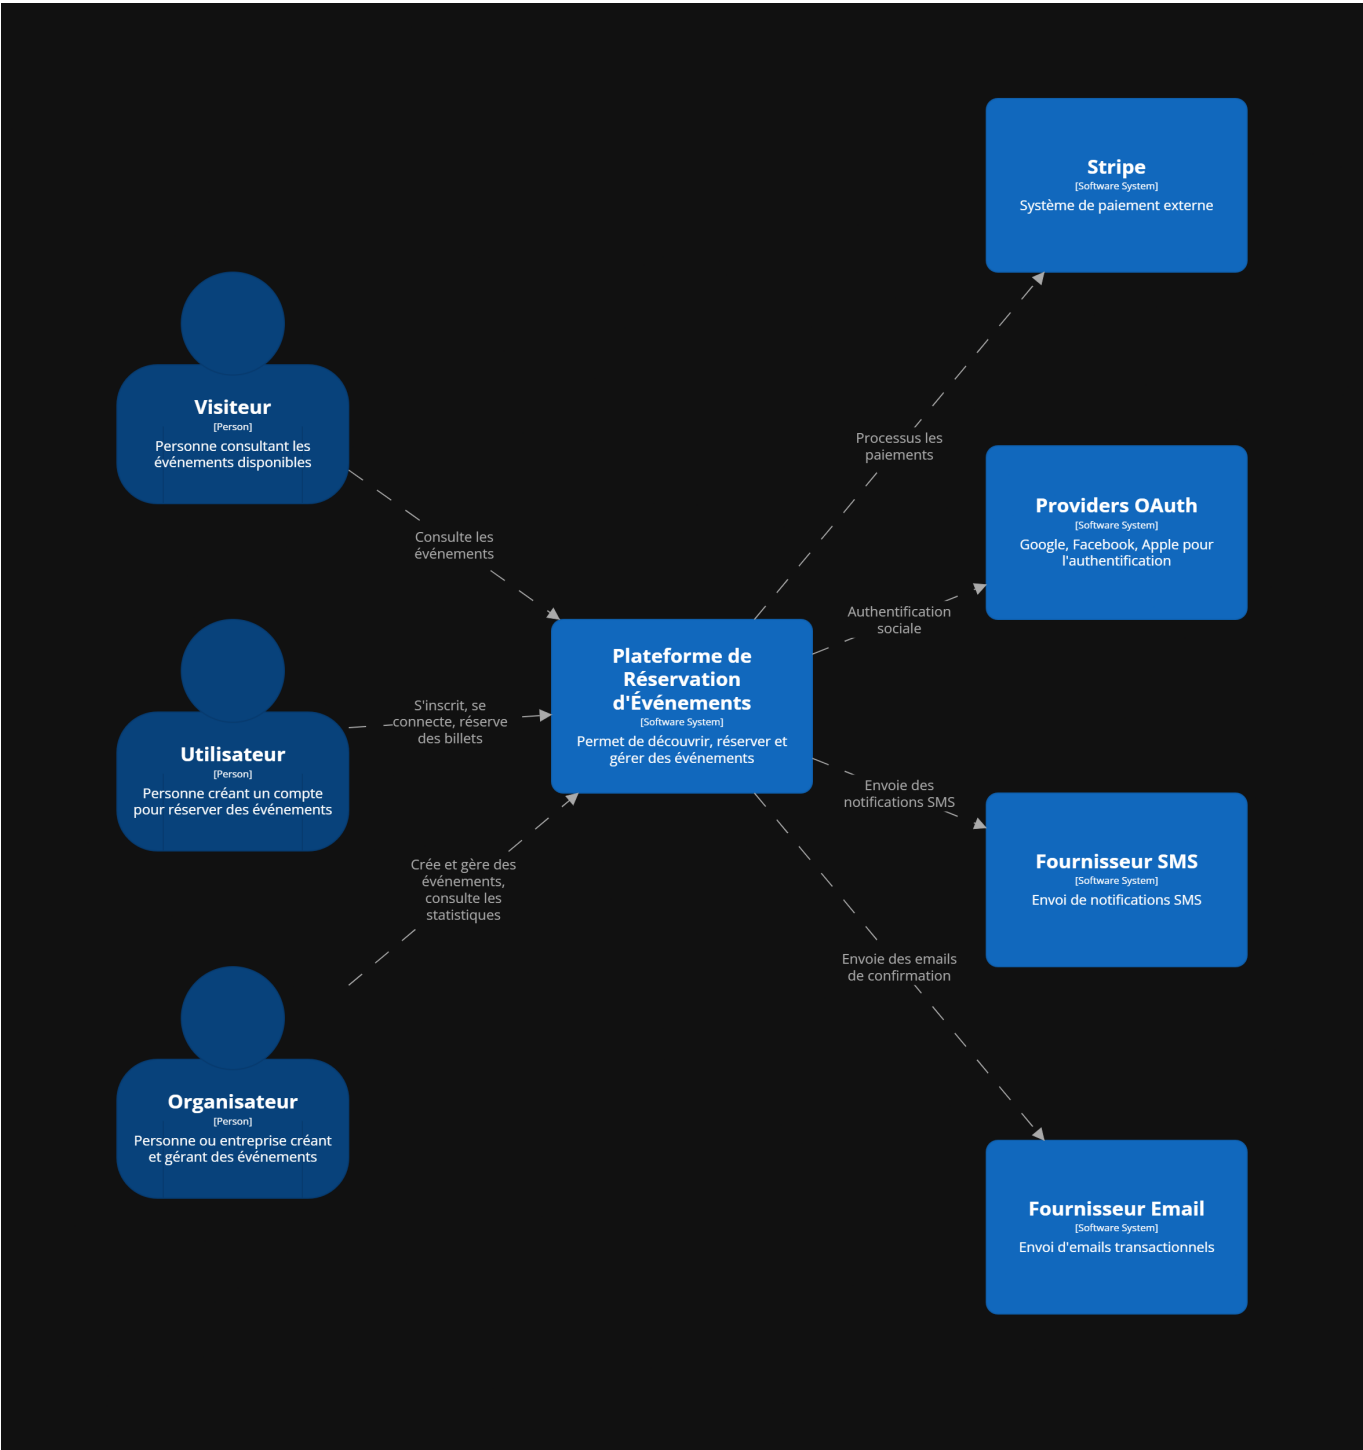 Stripe
[Software System]
Système de paiement externe
Visiteur
[Person]
Personne consultant les
événements disponibles
Processus les
paiements
Providers OAuth
[Software System]
Google, Facebook, Apple pour
l'authentification
Consulte les
événements
Authentification
sociale
Plateforme de
Réservation
d'Événements
[Software System]
Permet de découvrir, réserver et
gérer des événements
S'inscrit, se
connecte, réserve
des billets
Utilisateur
[Person]
Personne créant un compte
pour réserver des événements
Envoie des
notifications SMS
Fournisseur SMS
[Software System]
Envoi de notifications SMS
Crée et gère des
événements,
consulte les
statistiques
Envoie des emails
de confirmation
Organisateur
[Person]
Personne ou entreprise créant
et gérant des événements
Fournisseur Email
[Software System]
Envoi d'emails transactionnels